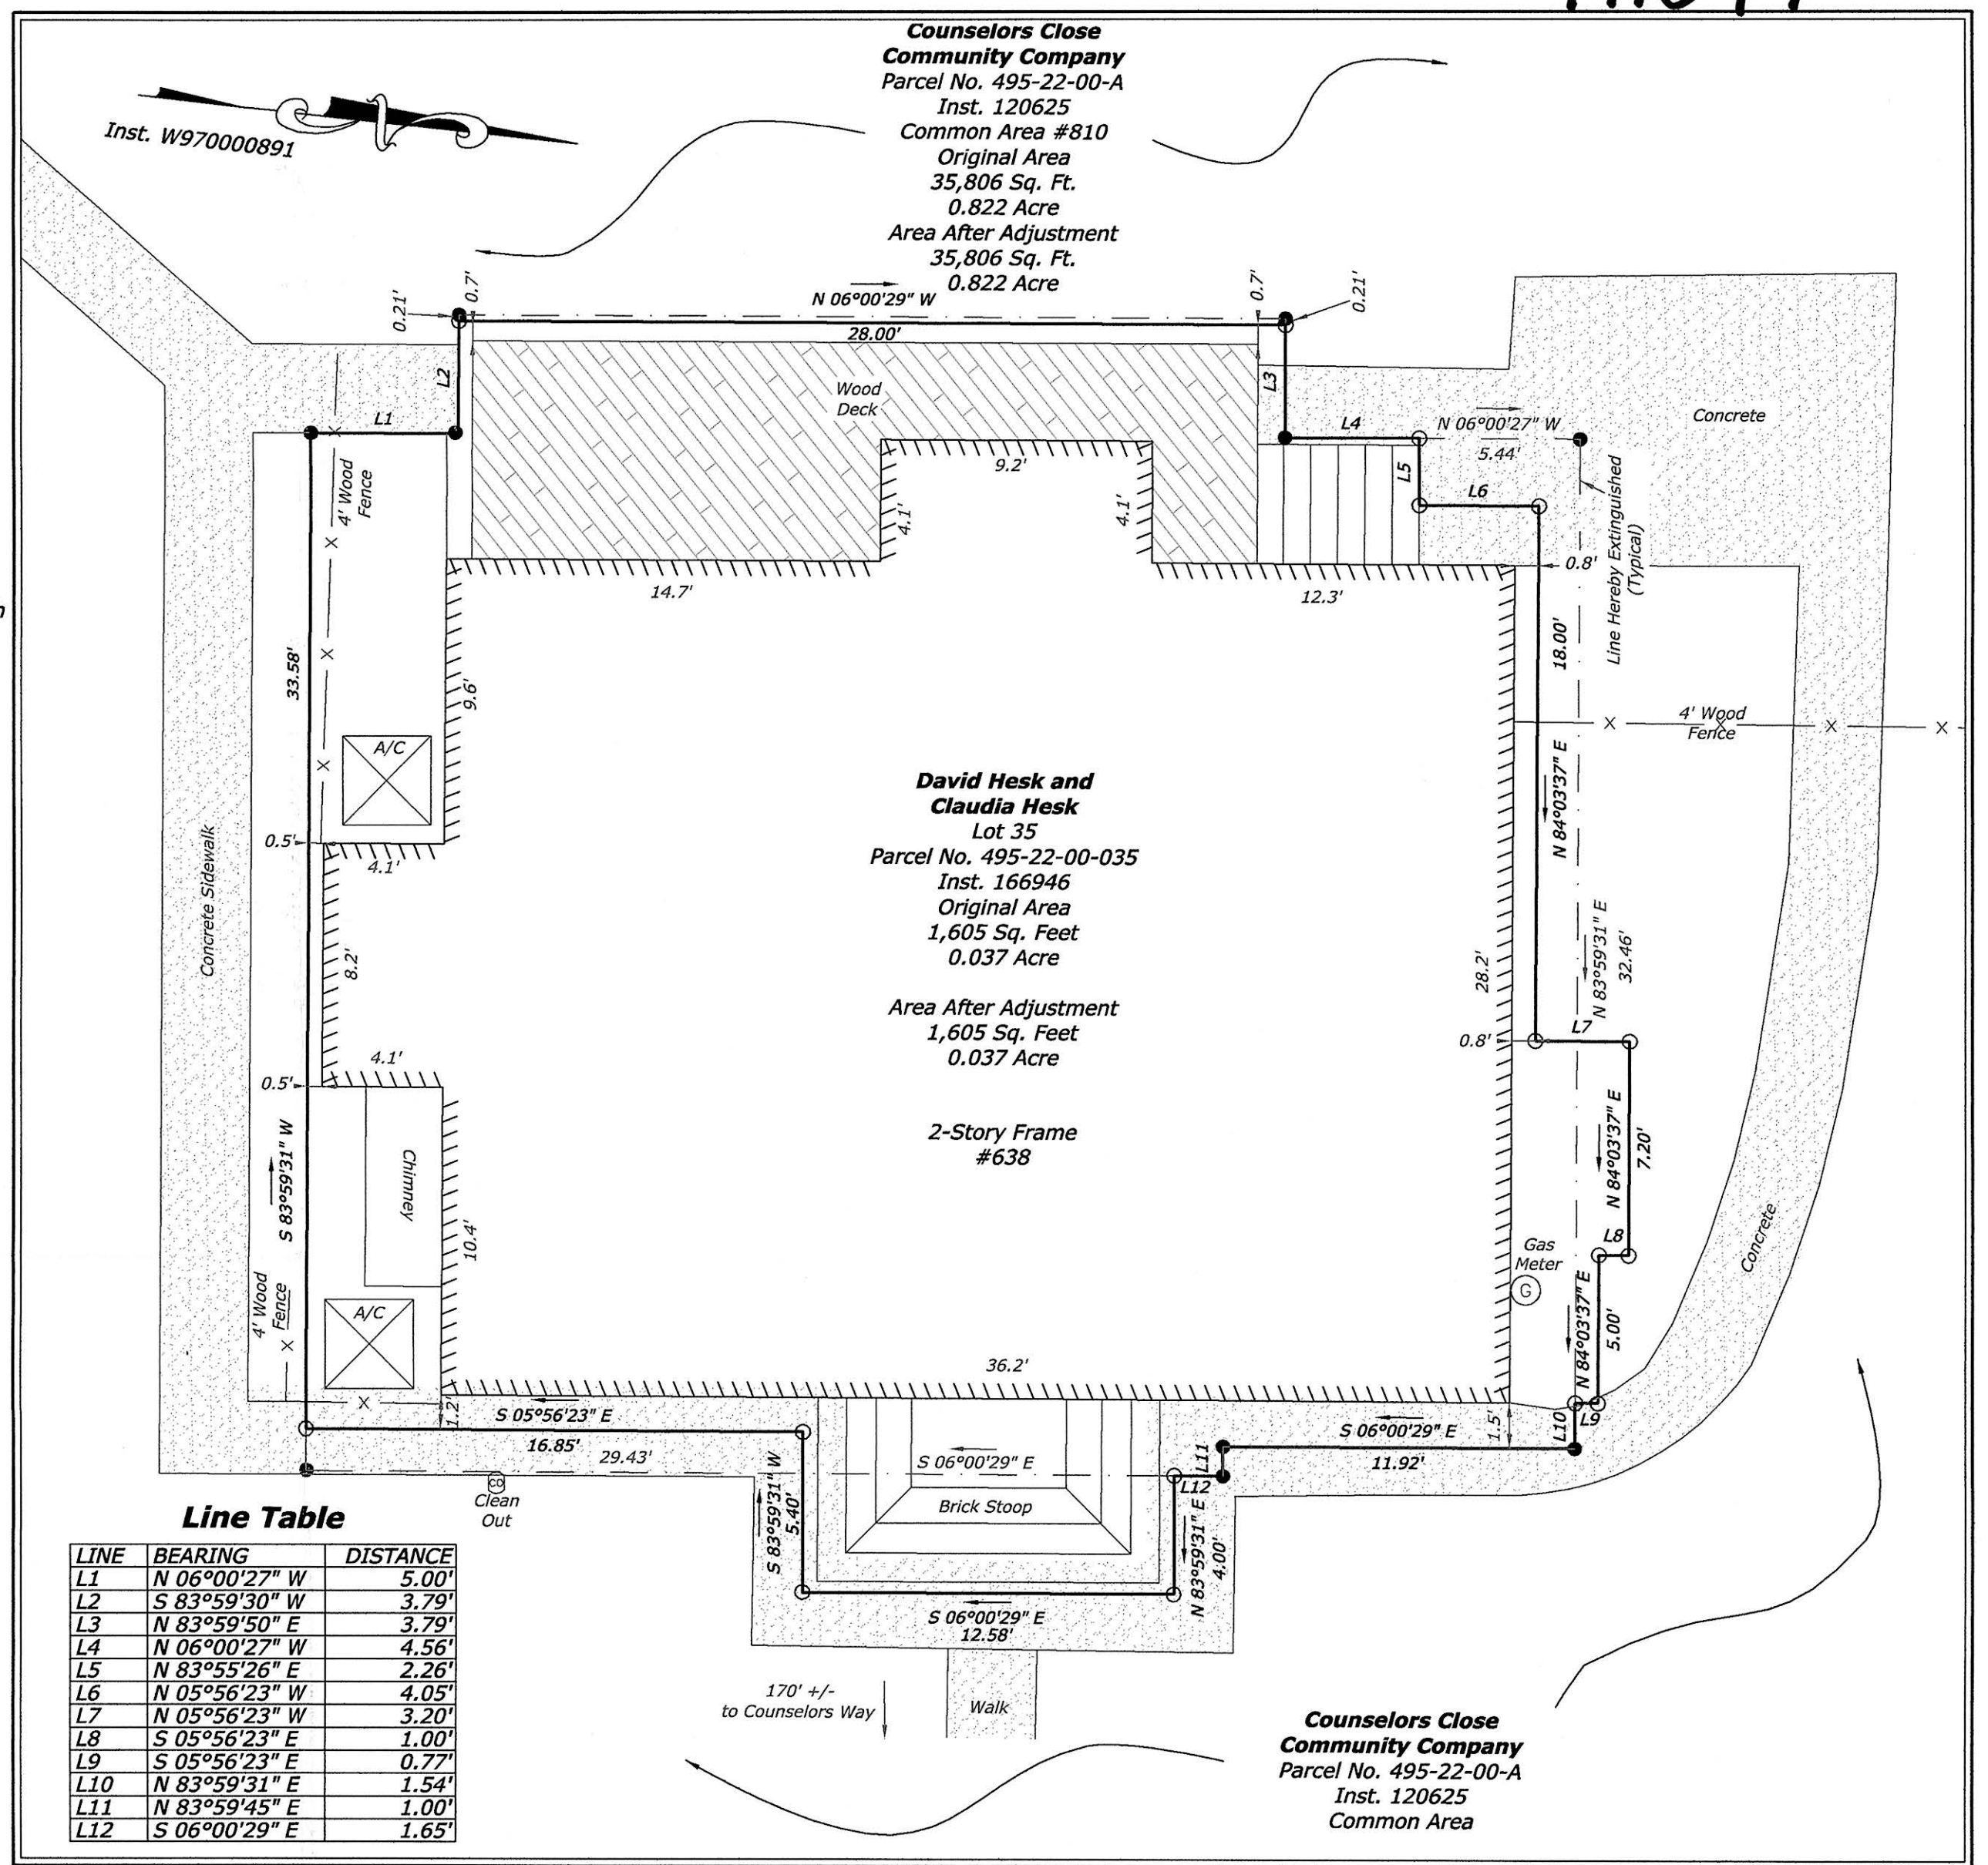 Counselors Close
Community Company
Parcel No. 495-22-00-A
Inst. 120625
Common Area #810
Original Area
35,806 Sq. Ft.
0.822 Acre
Area After Adjustment
35,806 Sq. Ft.
0.822 Acre
Inst. W970000891
0.21'
0.7'
N 06°00'29" W
28.00'
0.7'
0.21'
L2
Wood
Deck
L3
L1
L4
N 06°00'27" W
5.44'
Concrete
4' Wood
Fence
9.2'
4.1'
4.1'
L5
L6
Line Hereby Extinguished
(Typical)
0.8'
14.7'
12.3'
33.58'
9.6'
18.00'
4' Wood
Fence
A/C
N 84°03'37" E
0.5'
4.1'
Concrete Sidewalk
8.2'
David Hesk and
Claudia Hesk
Lot 35
Parcel No. 495-22-00-035
Inst. 166946
Original Area
1,605 Sq. Feet
0.037 Acre
Area After Adjustment
1,605 Sq. Feet
0.037 Acre
2-Story Frame
#638
28.2'
N 83°59'31" E
32.46'
0.8'
L7
4.1'
0.5'
S 83°59'31" W
Chimney
10.4'
N 84°03'37" E
7.20'
L8
Gas
Meter
G
Concrete
4' Wood
Fence
A/C
N 84°03'37" E
5.00'
36.2'
1.2'
S 05°56'23" E
16.85'
29.43'
S 06°00'29" E
L11
L12
S 06°00'29" E
11.92'
1.5'
L10
L9
CO
Clean
Out
S 83°59'31" W
5.40'
Brick Stoop
N 83°59'31" E
4.00'
S 06°00'29" E
12.58'
170' +/-
to Counselors Way
Walk
Line Table
LINE BEARING DISTANCE
L1 N 06°00'27" W 5.00'
L2 S 83°59'30" W 3.79'
L3 N 83°59'50" E 3.79'
L4 N 06°00'27" W 4.56'
L5 N 83°55'26" E 2.26'
L6 N 05°56'23" W 4.05'
L7 N 05°56'23" W 3.20'
L8 S 05°56'23" E 1.00'
L9 S 05°56'23" E 0.77'
L10 N 83°59'31" E 1.54'
L11 N 83°59'45" E 1.00'
L12 S 06°00'29" E 1.65'
Counselors Close
Community Company
Parcel No. 495-22-00-A
Inst. 120625
Common Area